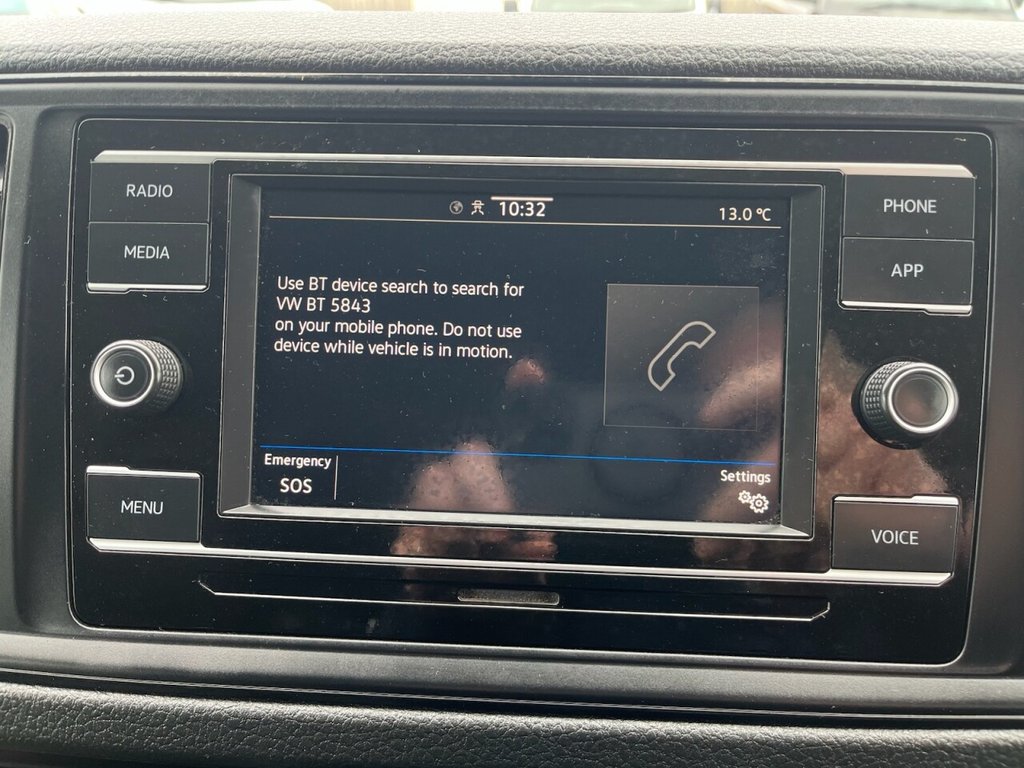 RADIO
MEDIA
MENU
10:32
13.0 °C
Use BT device search to search for
VW BT 5843
on your mobile phone. Do not use
device while vehicle is in motion.
Emergency
SOS
Settings
PHONE
APP
VOICE